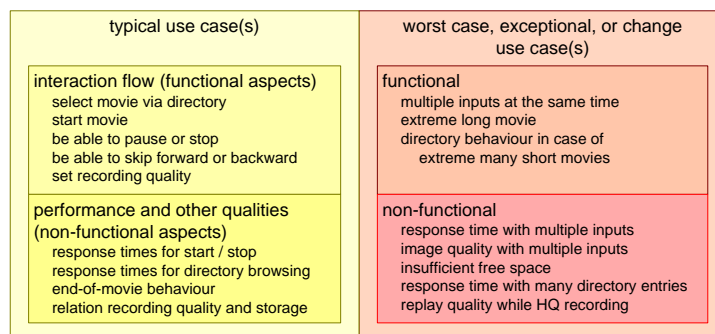 typical use case(s)
interaction flow (functional aspects)
select movie via directory
start movie
be able to pause or stop
be able to skip forward or backward
set recording quality
performance and other qualities
(non-functional aspects)
response times for start / stop
response times for directory browsing
end-of-movie behaviour
relation recording quality and storage
worst case, exceptional, or change
use case(s)
functional
multiple inputs at the same time
extreme long movie
directory behaviour in case of
extreme many short movies
non-functional
response time with multiple inputs
image quality with multiple inputs
insufficient free space
response time with many directory entries
replay quality while HQ recording